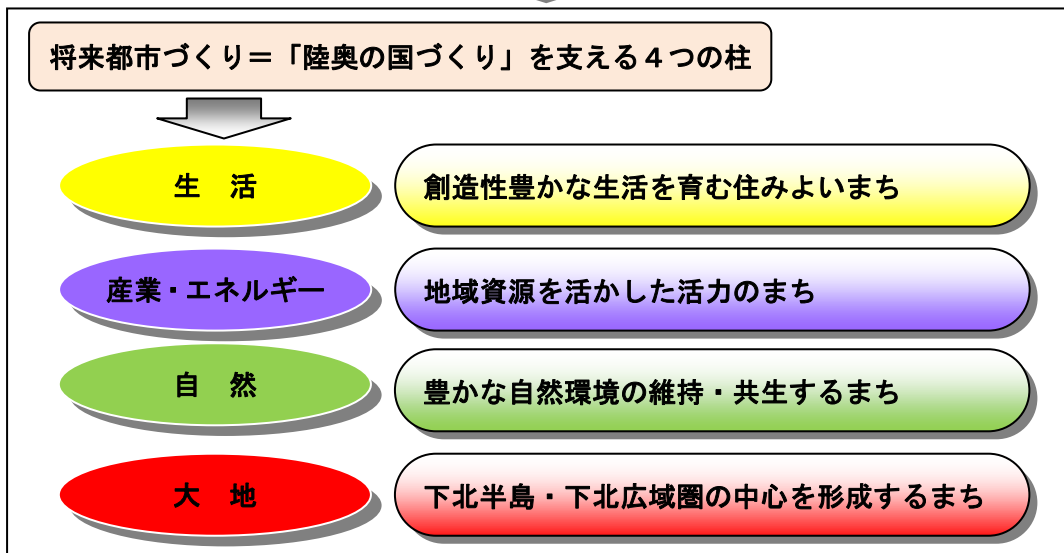 将来都市づくり＝「陸奥の国づくり」を支える４つの柱
生　活
創造性豊かな生活を育む住みよいまち
産業・エネルギー
地域資源を活かした活力のまち
自　然
豊かな自然環境の維持・共生するまち
大　地
下北半島・下北広域圏の中心を形成するまち